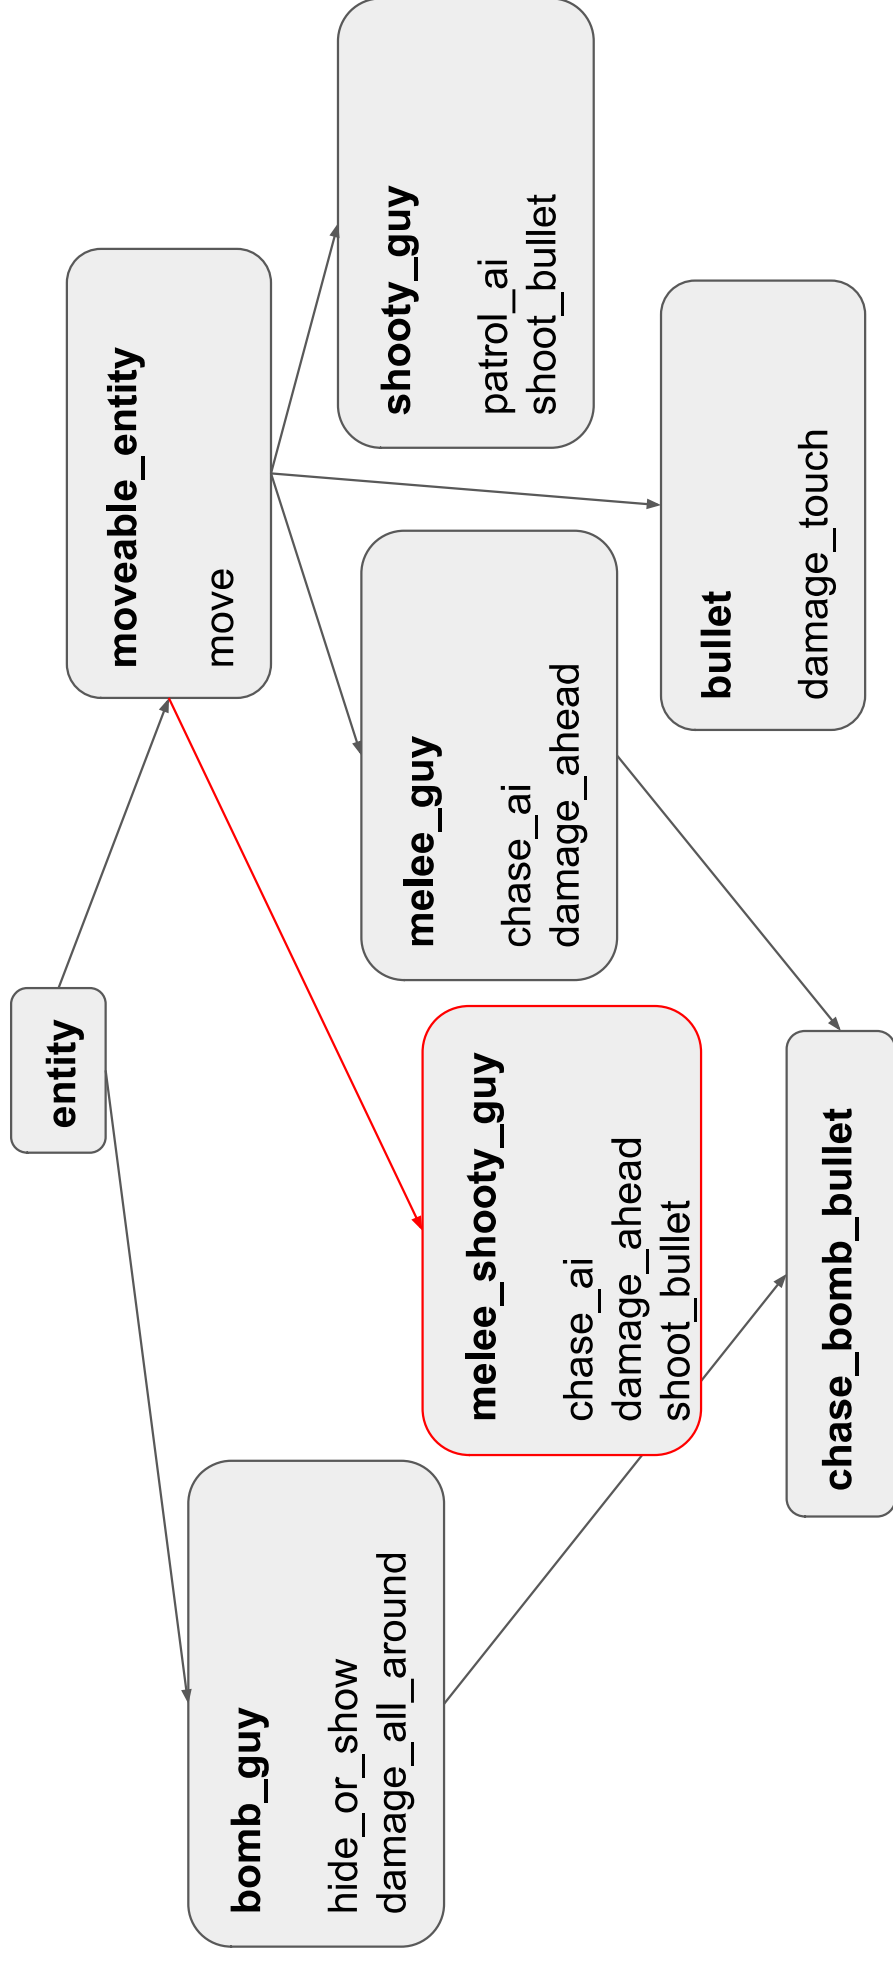 entity
moveable_entity
move
bomb_guy
hide_or_show
damage_all_around
melee_shooty_guy
chase_ai
damage_ahead
shoot_bullet
melee_guy
chase_ai
damage_ahead
shooty_guy
patrol_ai
shoot_bullet
chase_bomb_bullet
bullet
damage_touch